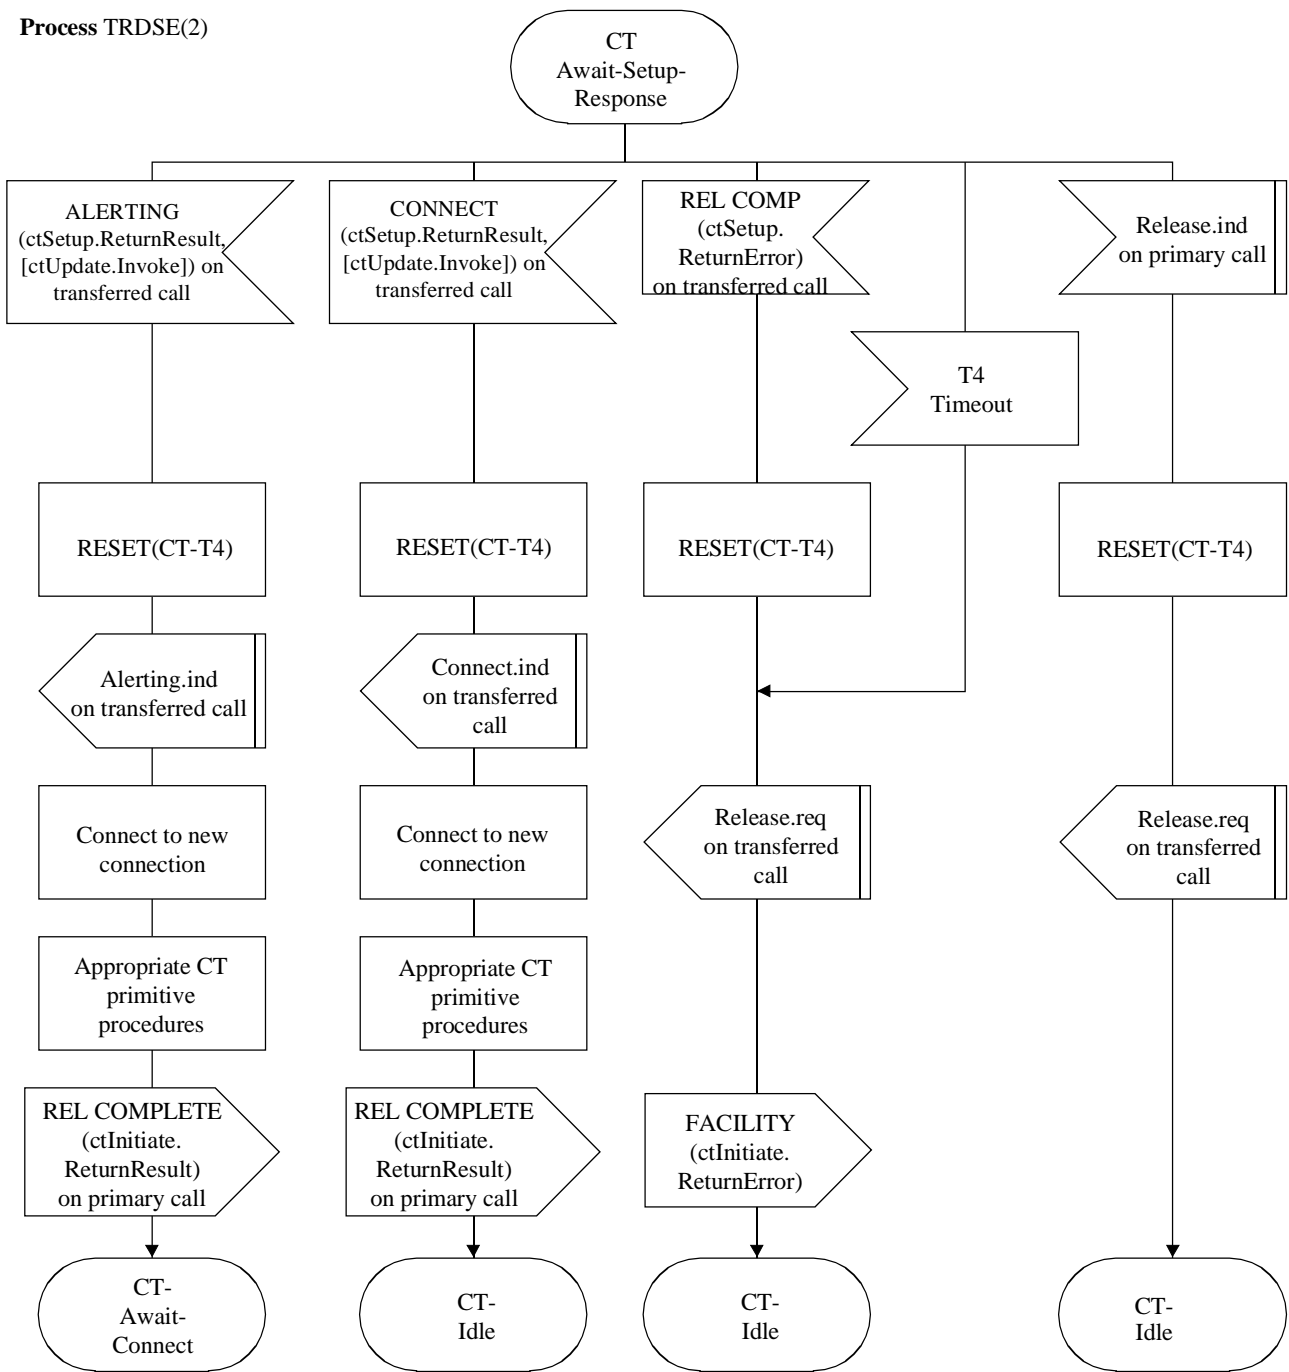 Process TRDSE(2)
CT
Await-Setup-
Response
ALERTING
(ctSetup.ReturnResult,
[ctUpdate.Invoke]) on
transferred call
CONNECT
(ctSetup.ReturnResult,
[ctUpdate.Invoke]) on
transferred call
REL COMP
(ctSetup.
ReturnError)
on transferred call
Release.ind
on primary call
T4
Timeout
RESET(CT-T4)
RESET(CT-T4)
RESET(CT-T4)
RESET(CT-T4)
Alerting.ind
on transferred call
Connect.ind
on transferred
call
Connect to new
connection
Connect to new
connection
Release.req
on transferred
call
Release.req
on transferred
call
Appropriate CT
primitive
procedures
Appropriate CT
primitive
procedures
REL COMPLETE
(ctInitiate.
ReturnResult)
on primary call
REL COMPLETE
(ctInitiate.
ReturnResult)
on primary call
FACILITY
(ctInitiate.
ReturnError)
CT-
Await-
Connect
CT-
Idle
CT-
Idle
CT-
Idle